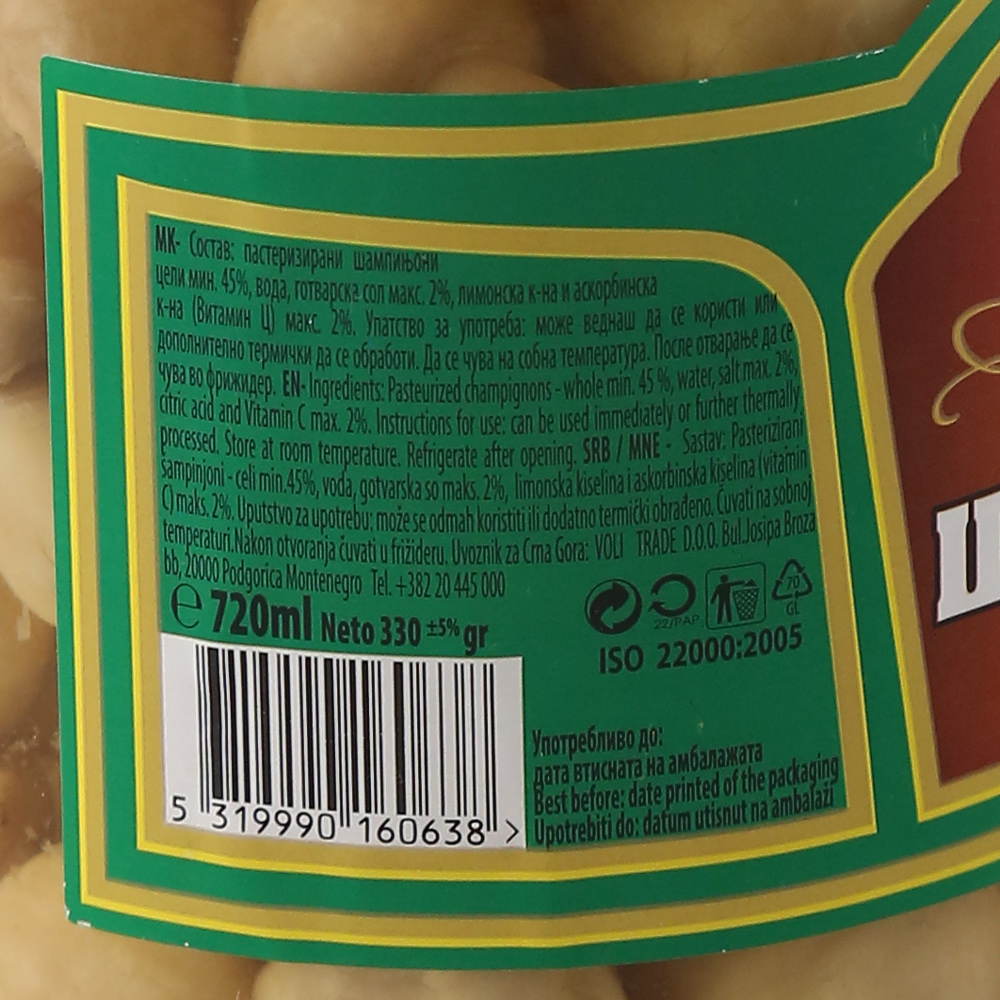 МК- Состав: пастеризирани шампињони
цели мин. 45%, вода, готварска сол макс. 2%, лимонска к-на и аскорбинска
к-на (Витамин Ц) макс. 2%. Упатство за употреба: може веднаш да се користи или
дополнително термички да се обработи. Да се чува на собна температура. После отварање да се
чува во фрижидер. EN- Ingredients: Pasteurized champignons - whole min. 45 %, water, salt max. 2%,
citric acid and Vitamin C max. 2%. Instructions for use: can be used immediately or further thermally
processed. Store at room temperature. Refrigerate after opening. SRB / MNE - Sastav: Pasterizirani
šampinjoni - celi min.45%, voda, gotvarska so maks. 2%, limonska kiselina i askorbinska kiselina (vitamin
C) maks. 2%. Uputstvo za upotrebu: može se odmah koristiti ili dodatno termički obrađeno. Čuvati na sobnoj
temperaturi.Nakon otvoranja čuvati u frižideru. Uvoznik za Crna Gora: VOLI TRADE D.O.O. Bul.Josipa Broza
bb, 20000 Podgorica Montenegro Tel. +382 20 445 000
℮ 720ml Neto 330 ±5% gr
22/PAP
70
GL
ISO 22000:2005
5 319990 160638 >
Употребливо до:
дата втисната на амбалажата
Best before: date printed of the packaging
Upotrebiti do: datum utisnut na ambalaži